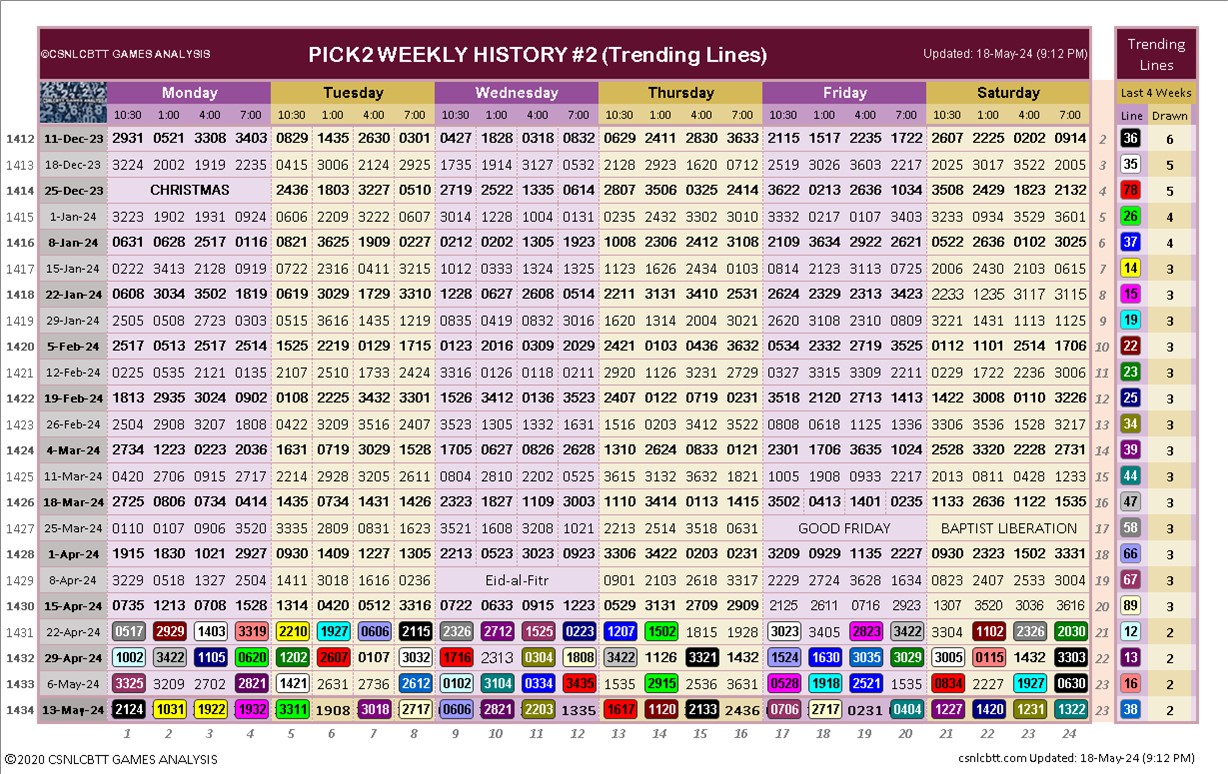 Trending
©CSNLCBTT GAMES ANALYSIS PICK2 WEEKLY HISTORY #2 (Trending Lines) Updated: 18-May-24 (9:12 PM)
Lines
Monday Tuesday Wednesday Thursday Friday Saturday Last 4 Weeks
10:30 1:00 4:00 7:00 10:30 1:00 4:00 7:00 10:30 1:00 4:00 7:00 10:30 1:00 4:00 7:00 10:30 1:00 4:00 7:00 10:30 1:00 4:00 7:00 Line Drawn
1412 11-Dec-23 2931 0521 3308 3403 0829 1435 2630 0301 0427 1828 0318 0832 0629 2411 2830 3633 2115 1517 2235 1722 2607 2225 0202 0914 2 36 6
1413 18-Dec-23 3224 2002 1919 2235 0415 3006 2124 2925 1735 1914 3127 0532 2128 2923 1620 0712 2519 3026 3603 2217 2025 3017 3522 2005 3 35 5
1414 25-Dec-23 CHRISTMAS 2436 1803 3227 0510 2719 2522 1335 0614 2807 3506 0325 2414 3622 0213 2636 1034 3508 2429 1823 2132 4 78 5
1415 1-Jan-24 3223 1902 1931 0924 0606 2209 3222 0607 3014 1228 1004 0131 0235 2432 3302 3010 3332 0217 0107 3403 3233 0934 3529 3601 5 26 4
1416 8-Jan-24 0631 0628 2517 0116 0821 3625 1909 0227 0212 0202 1305 1923 1008 2306 2412 3108 2109 3634 2922 2621 0522 2636 0102 3025 6 37 4
1417 15-Jan-24 0222 3413 2128 0919 0722 2316 0411 3215 1012 0333 1324 1325 1123 1626 2434 0103 0814 2123 3113 0725 2006 2430 2103 0615 7 14 3
1418 22-Jan-24 0608 3034 3502 1819 0619 3029 1729 3311 1228 0627 2608 0514 2211 3131 3410 2531 2624 2329 2313 3423 2233 1235 3117 3115 8 15 3
1419 29-Jan-24 2505 0508 2723 0303 0515 3616 1435 1219 0835 0419 0832 3016 1620 1314 2004 3021 2620 3108 2310 0809 3221 1431 1113 1125 9 19 3
1420 5-Feb-24 2517 0513 2517 2514 1525 2219 0129 1715 0123 2016 0309 2029 2421 0103 0436 3632 0534 2332 2719 3525 0112 1101 2514 1706 10 22 3
1421 12-Feb-24 0225 0535 2121 0135 2107 2510 1733 2424 3316 0126 0118 0211 2920 1126 3231 2729 0327 3315 3309 2211 0229 1722 2236 3006 11 23 3
1422 19-Feb-24 1813 2935 3024 0902 0108 2225 3432 3301 1526 3412 0136 3523 2407 0122 0719 0231 3518 2120 2713 1413 1422 3008 0110 3226 12 25 3
1423 26-Feb-24 2504 2908 3207 1808 0422 3209 3516 2407 3523 1305 1332 1631 1516 0203 3412 3522 0808 0618 1125 1336 3306 3536 1528 3217 13 34 3
1424 4-Mar-24 2734 1223 0223 2036 1631 0719 3029 1523 1705 0627 0826 2628 1310 2624 0833 0121 2301 1706 3635 1024 2528 3320 2228 2731 14 39 3
1425 11-Mar-24 0420 2706 0915 2717 2214 2928 3205 2611 0804 2810 2202 0525 3615 3132 3632 1821 1005 1908 0933 2217 2013 0811 0428 1233 15 44 3
1426 18-Mar-24 2725 0806 0734 0414 1435 0734 1431 1426 2323 1827 1109 3003 1110 3414 0113 1415 3502 0413 1401 0235 1133 2636 1122 1535 16 47 3
1427 25-Mar-24 0110 0107 0906 3520 3335 2809 0831 1623 3521 1608 3208 1021 2213 2514 3518 0631 GOOD FRIDAY BAPTIST LIBERATION 17 58 3
1428 1-Apr-24 1915 1830 1021 2927 0930 1409 1227 1305 2213 0523 3023 0923 3306 3422 0203 0231 3209 0929 1135 2227 0930 2323 1502 3331 18 66 3
1429 8-Apr-24 3229 0518 1327 2504 1411 3018 1616 0236 Eid-al-Fitr 0901 2103 2618 3317 2229 2724 3628 1634 0823 2407 2533 3004 19 67 3
1430 15-Apr-24 0735 1213 0708 1528 1314 0420 0512 3316 0722 0633 0915 1223 0529 3131 2709 2909 2125 2611 0716 2923 1307 3520 3036 3618 20 89 3
1431 22-Apr-24 0517 2929 1403 3319 2210 1927 0606 2115 2326 2712 1525 0223 1207 1502 1815 1928 3023 3405 2823 3422 3304 1102 2326 2030 21 12 2
1432 29-Apr-24 1002 3422 1105 0620 1202 2607 0107 3032 1716 2313 0304 1808 3422 1126 3321 1432 1524 1630 3035 3029 3005 0115 1432 3303 22 13 2
1433 6-May-24 3325 3209 2702 2821 1421 2631 2736 2612 0102 3104 0334 3435 1535 2915 2536 3631 0528 1918 2521 1535 0834 2227 1927 0630 23 16 2
1434 13-May-24 2124 1031 1922 1932 3311 1908 3018 2717 0606 2821 2203 1335 1617 1120 2133 2436 0706 2717 0231 0404 1227 1420 1231 1322 23 38 2
1 2 3 4 5 6 7 8 9 10 11 12 13 14 15 16 17 18 19 20 21 22 23 24
©2020 CSNLCBTT GAMES ANALYSIS csnlcbtt.com Updated: 18-May-24 (9:12 PM)